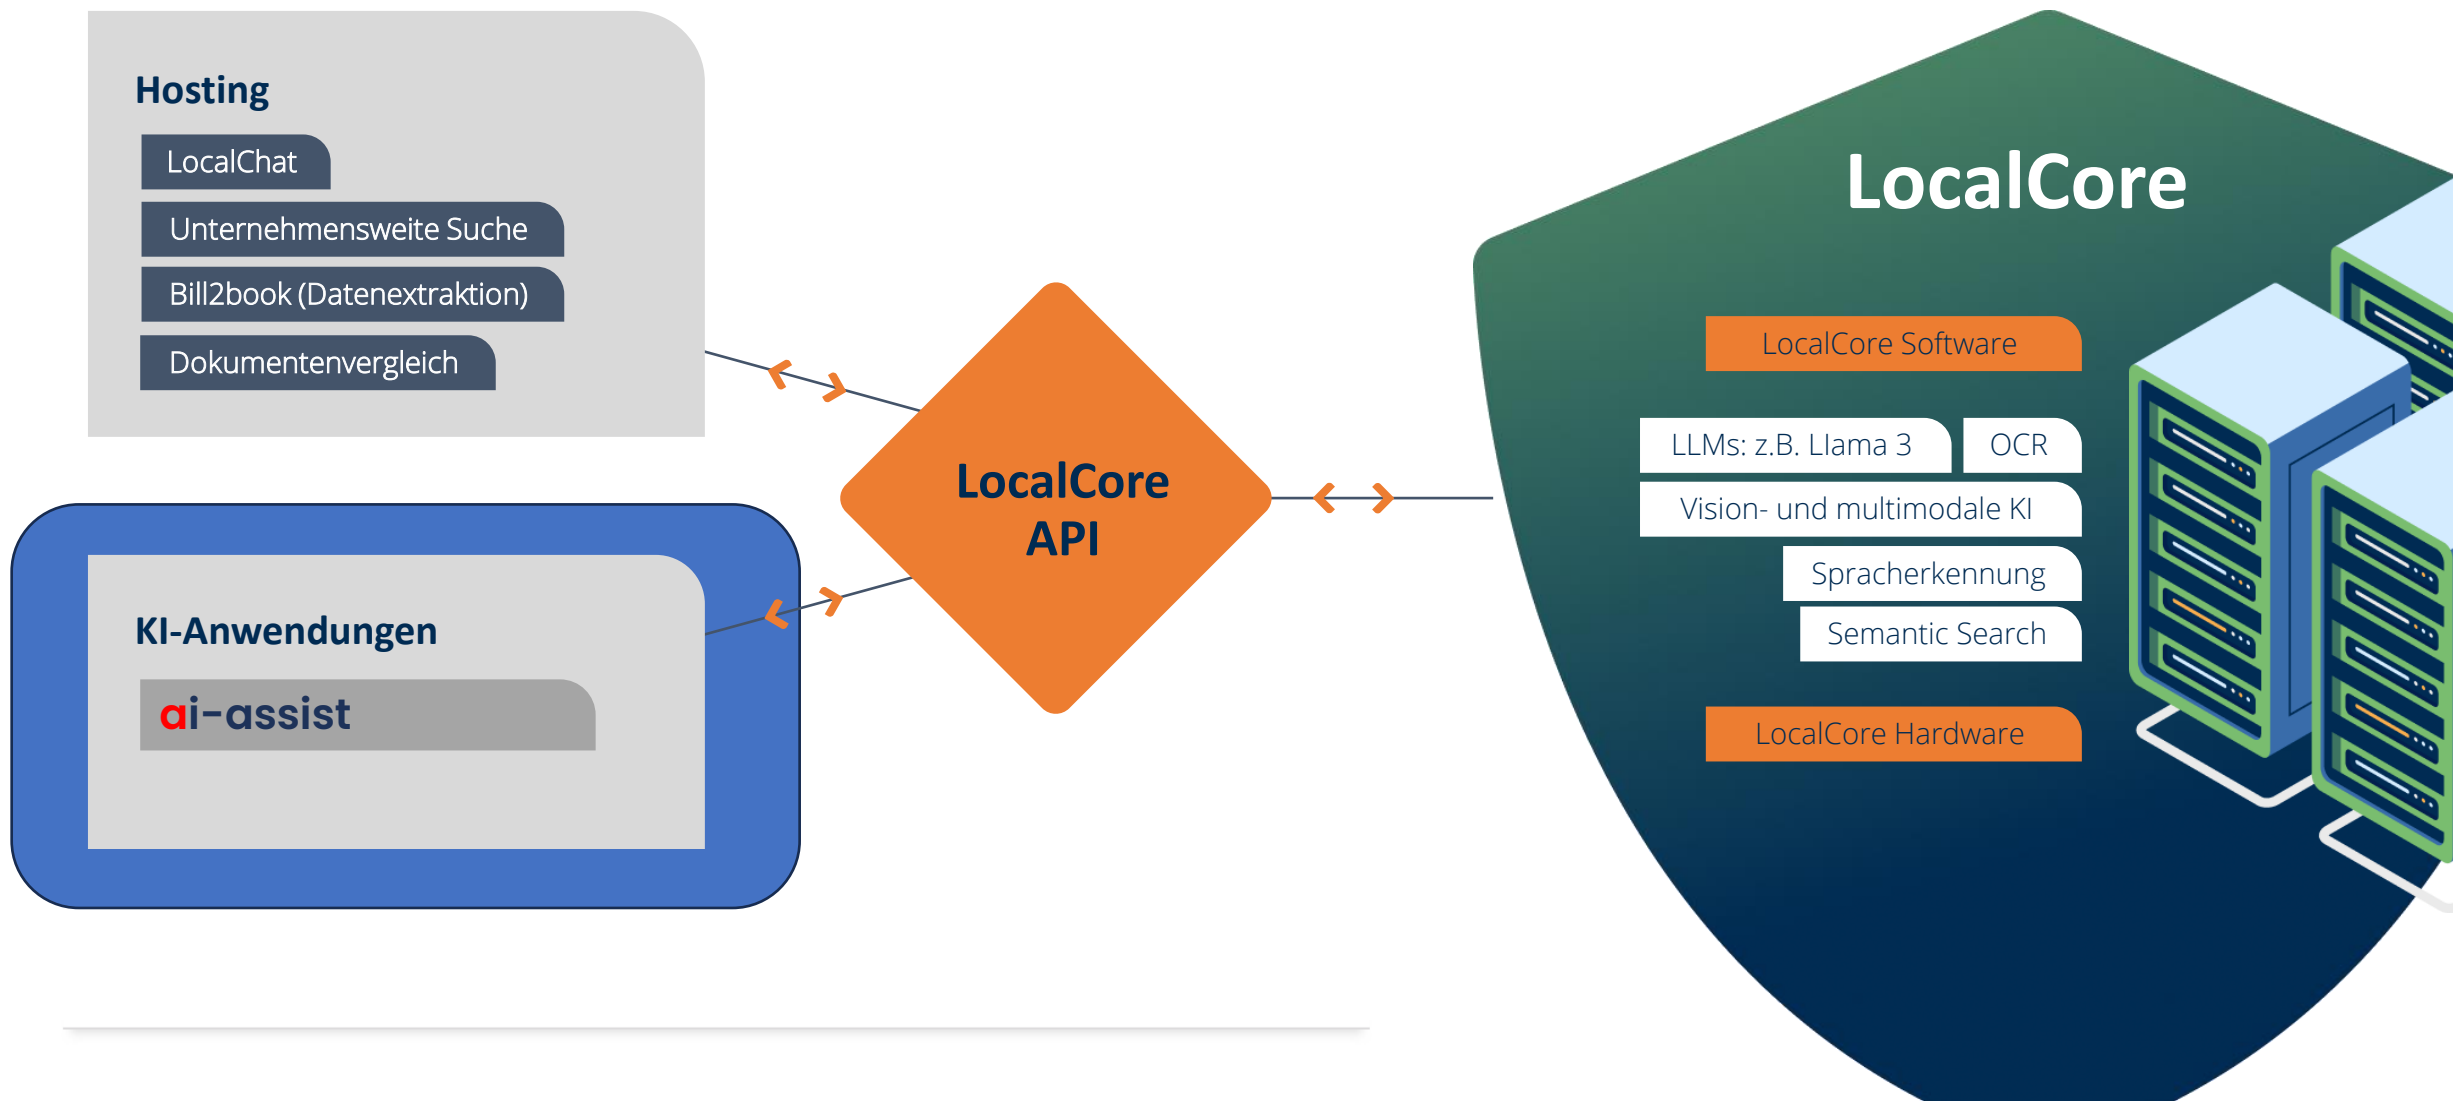 Hosting
LocalChat
Unternehmensweite Suche
Bill2book (Datenextraktion)
Dokumentenvergleich
KI-Anwendungen
ai-assist
LocalCore
API
LocalCore
LocalCore Software
LLMs: z.B. Llama 3
OCR
Vision- und multimodale KI
Spracherkennung
Semantic Search
LocalCore Hardware